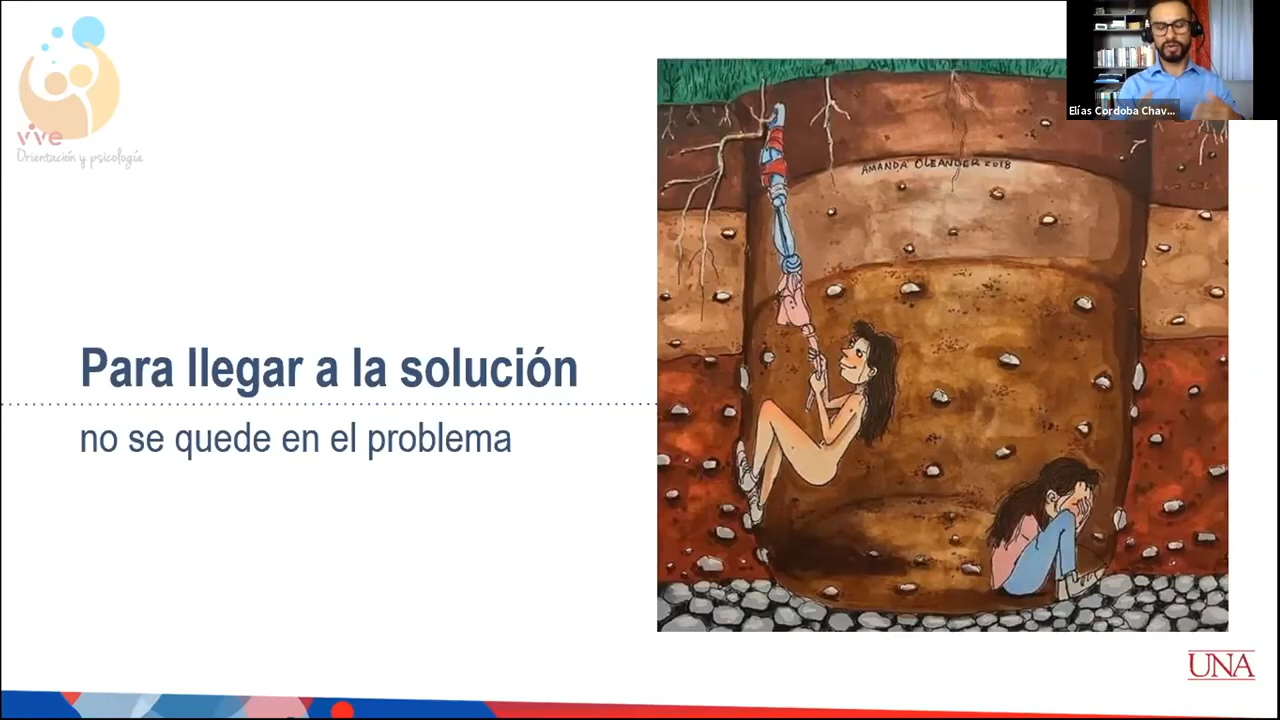 vive
Orientación y psicología
Elías Cordoba Chav...
AMANDA OLEANDER 2018
Para llegar a la solución
no se quede en el problema
UNA